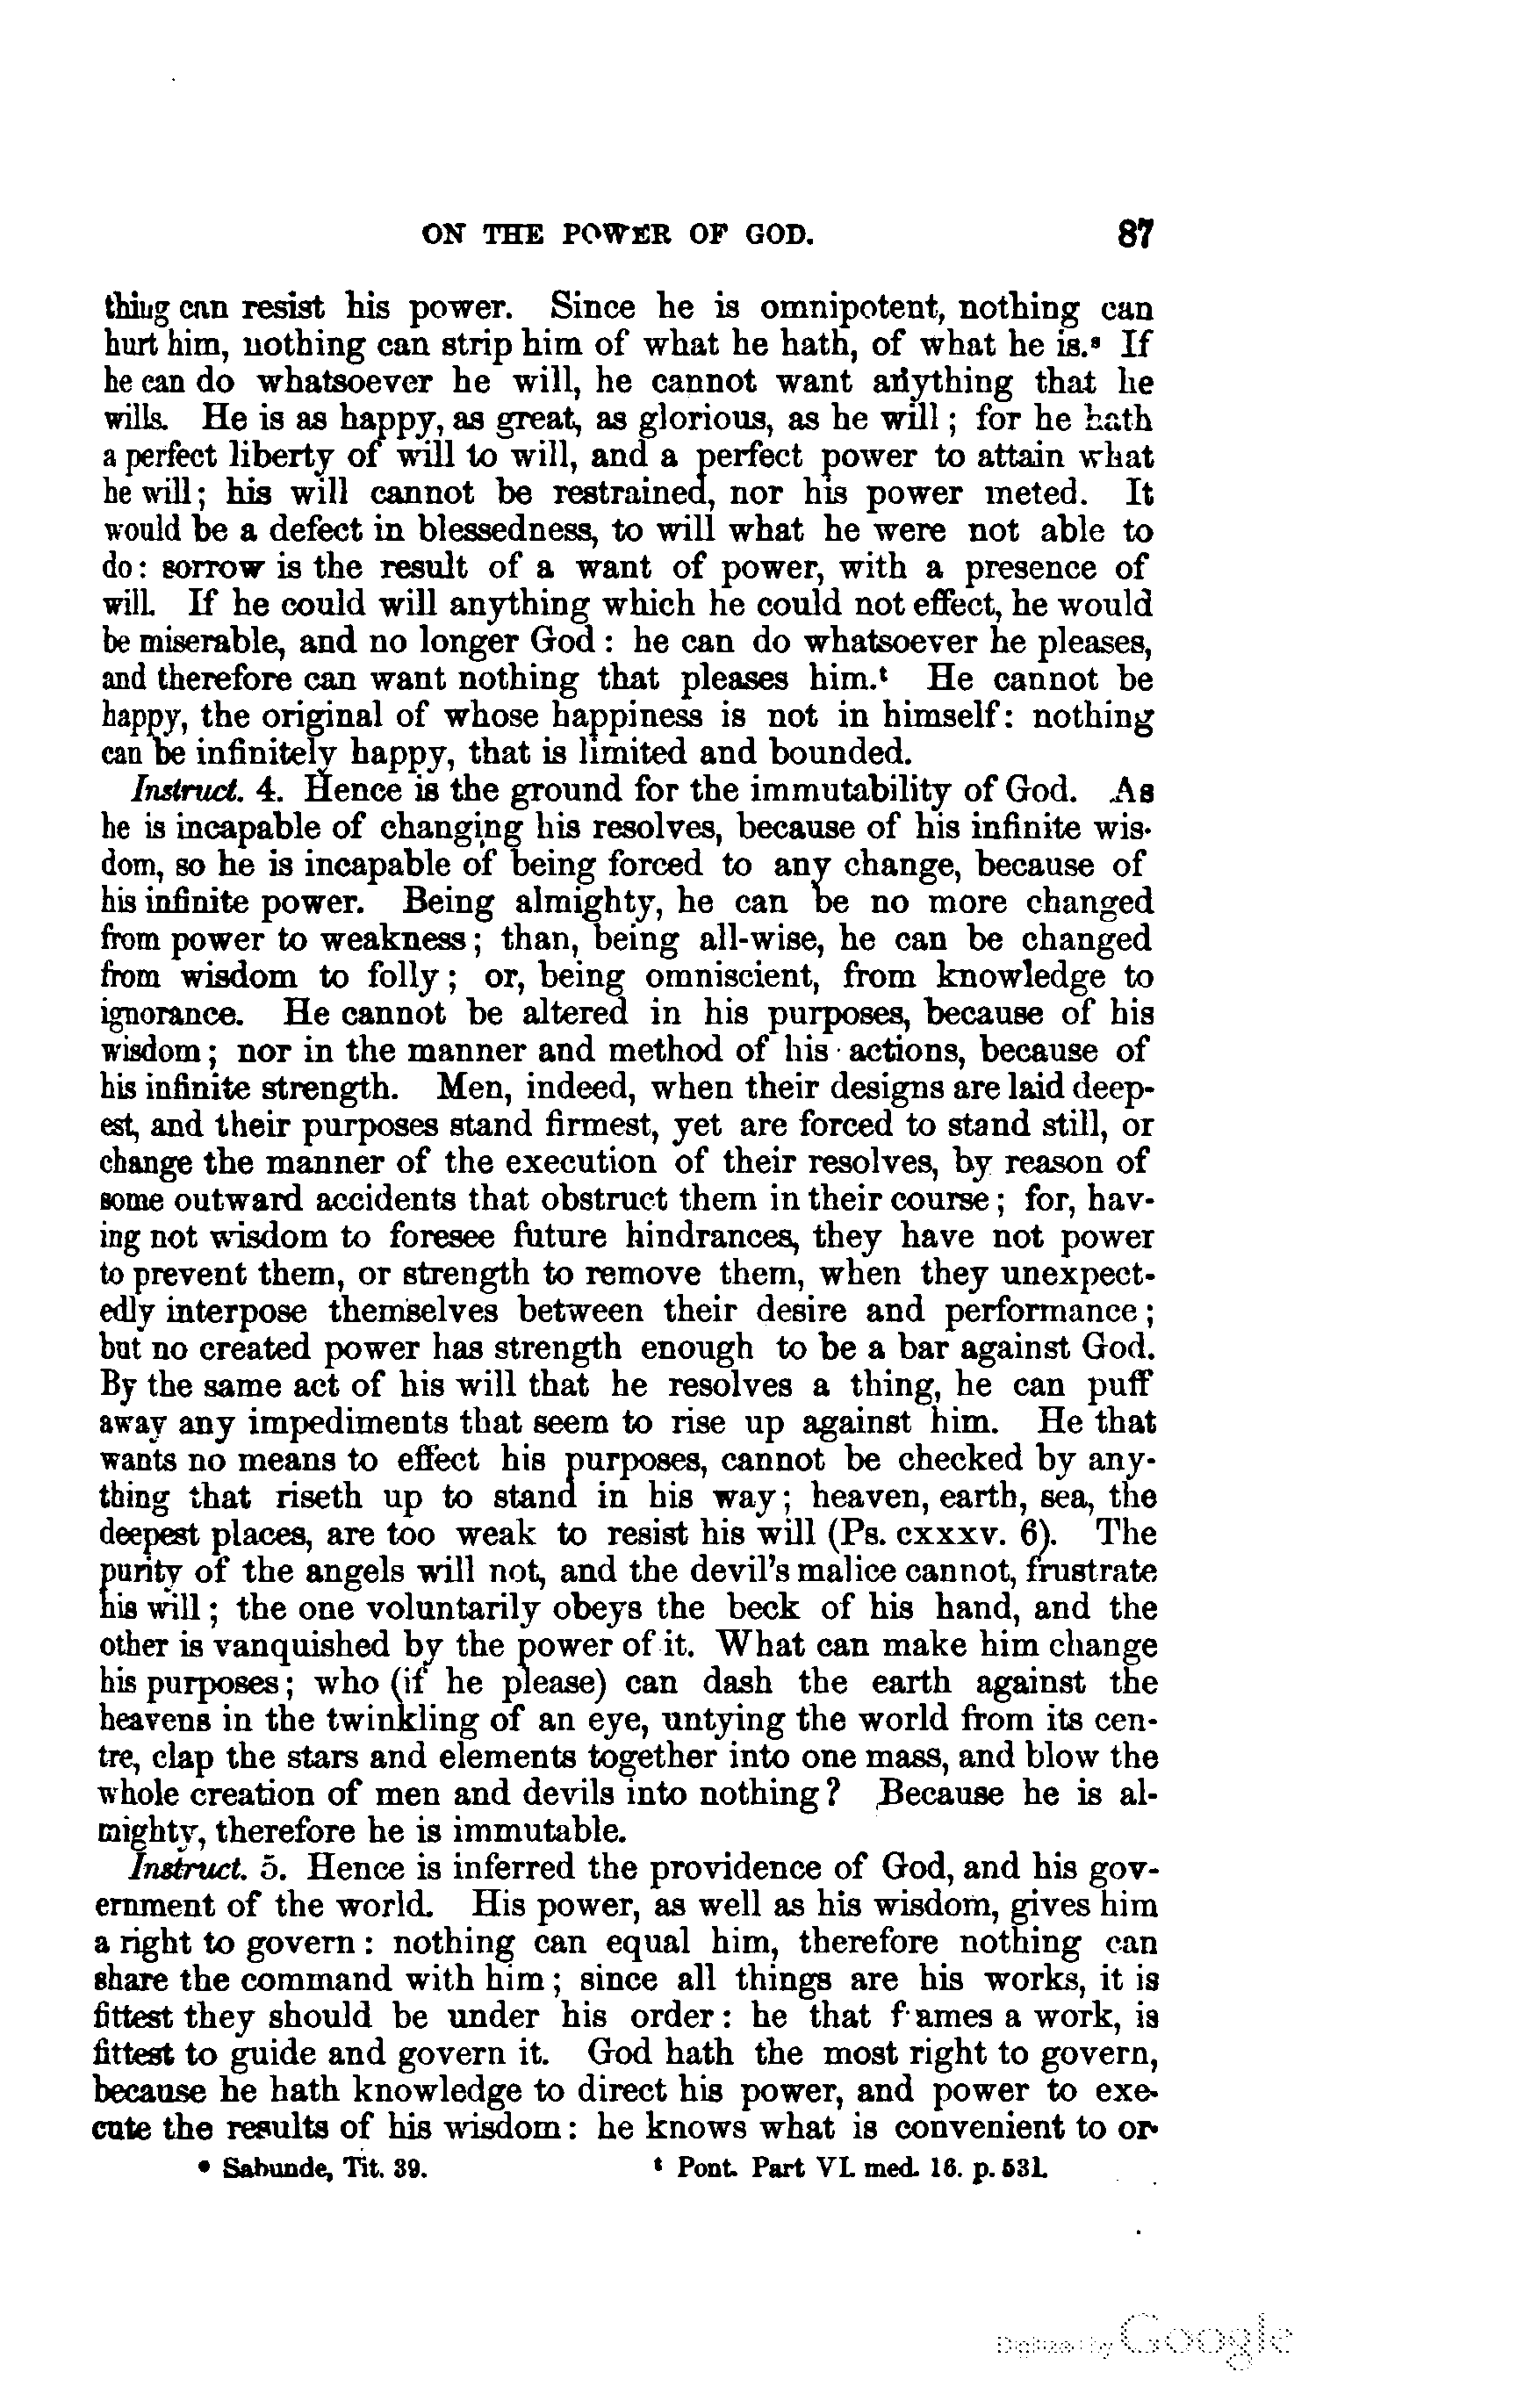 ON THE POWER OF GOD. 87
thing can resist his power. Since he is omnipotent, nothing can
hurt him, nothing can strip him of what he hath, of what he is.s If
he can do whatsoever he will, he cannot want anything that he
wills. He is as happy, as great, as glorious, as he will; for he hath
a perfect liberty of will to will, and a perfect power to attain what
he will; his will cannot be restrained, nor his power meted. It
would be a defect in blessedness, to will what he were not able to
do: sorrow is the result of a want of power, with a presence of
will. If he could will anything which he could not effect, he would
be miserable, and no longer God: he can do whatsoever he pleases,
and therefore can want nothing that pleases him.t He cannot be
happy, the original of whose happiness is not in himself: nothing
can be infinitely happy, that is limited and bounded.
Instruct. 4. Hence is the ground for the immutability of God. As
he is incapable of changing his resolves, because of his infinite wis-
dom, so he is incapable of being forced to any change, because of
his infinite power. Being almighty, he can be no more changed
from power to weakness; than, being all-wise, he can be changed
from wisdom to folly; or, being omniscient, from knowledge to
ignorance. He cannot be altered in his purposes, because of his
wisdom; nor in the manner and method of his actions, because of
his infinite strength. Men, indeed, when their designs are laid deep-
est, and their purposes stand firmest, yet are forced to stand still, or
change the manner of the execution of their resolves, by reason of
some outward accidents that obstruct them in their course; for, hav-
ing not wisdom to foresee future hindrances, they have not power
to prevent them, or strength to remove them, when they unexpect-
edly interpose themselves between their desire and performance;
but no created power has strength enough to be a bar against God.
By the same act of his will that he resolves a thing, he can puff
away any impediments that seem to rise up against him. He that
wants no means to effect his purposes, cannot be checked by any-
thing that riseth up to stand in his way; heaven, earth, sea, the
deepest places, are too weak to resist his will (Ps. cxxxv. 6). The
purity of the angels will not, and the devil's malice cannot, frustrate
his will; the one voluntarily obeys the beck of his hand, and the
other is vanquished by the power of it. What can make him change
his purposes; who (if he please) can dash the earth against the
heavens in the twinkling of an eye, untying the world from its cen-
tre, clap the stars and elements together into one mass, and blow the
whole creation of men and devils into nothing? Because he is al-
mighty, therefore he is immutable.
Instruct. 5. Hence is inferred the providence of God, and his gov-
ernment of the world. His power, as well as his wisdom, gives him
a right to govern: nothing can equal him, therefore nothing can
share the command with him; since all things are his works, it is
fittest they should be under his order: he that frames a work, is
fittest to guide and govern it. God hath the most right to govern,
because he hath knowledge to direct his power, and power to exe-
cute the results of his wisdom: he knows what is convenient to or-
s Sabunde, Tit. 39. t Pont. Part VI. med. 16. p. 531.
Digitized by Google